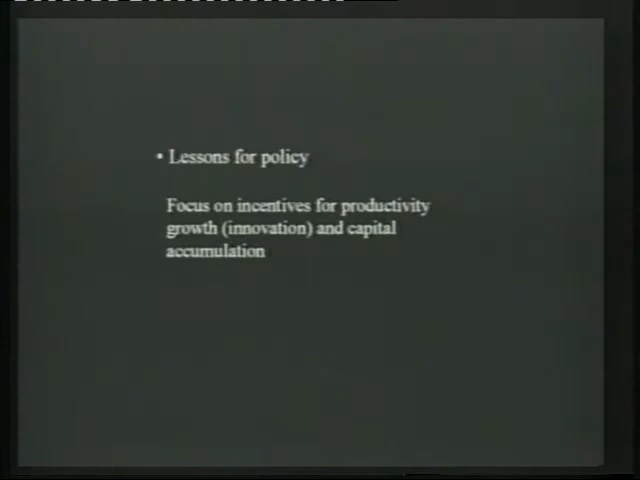 • Lessons for policy
Focus on incentives for productivity
growth (innovation) and capital
accumulation